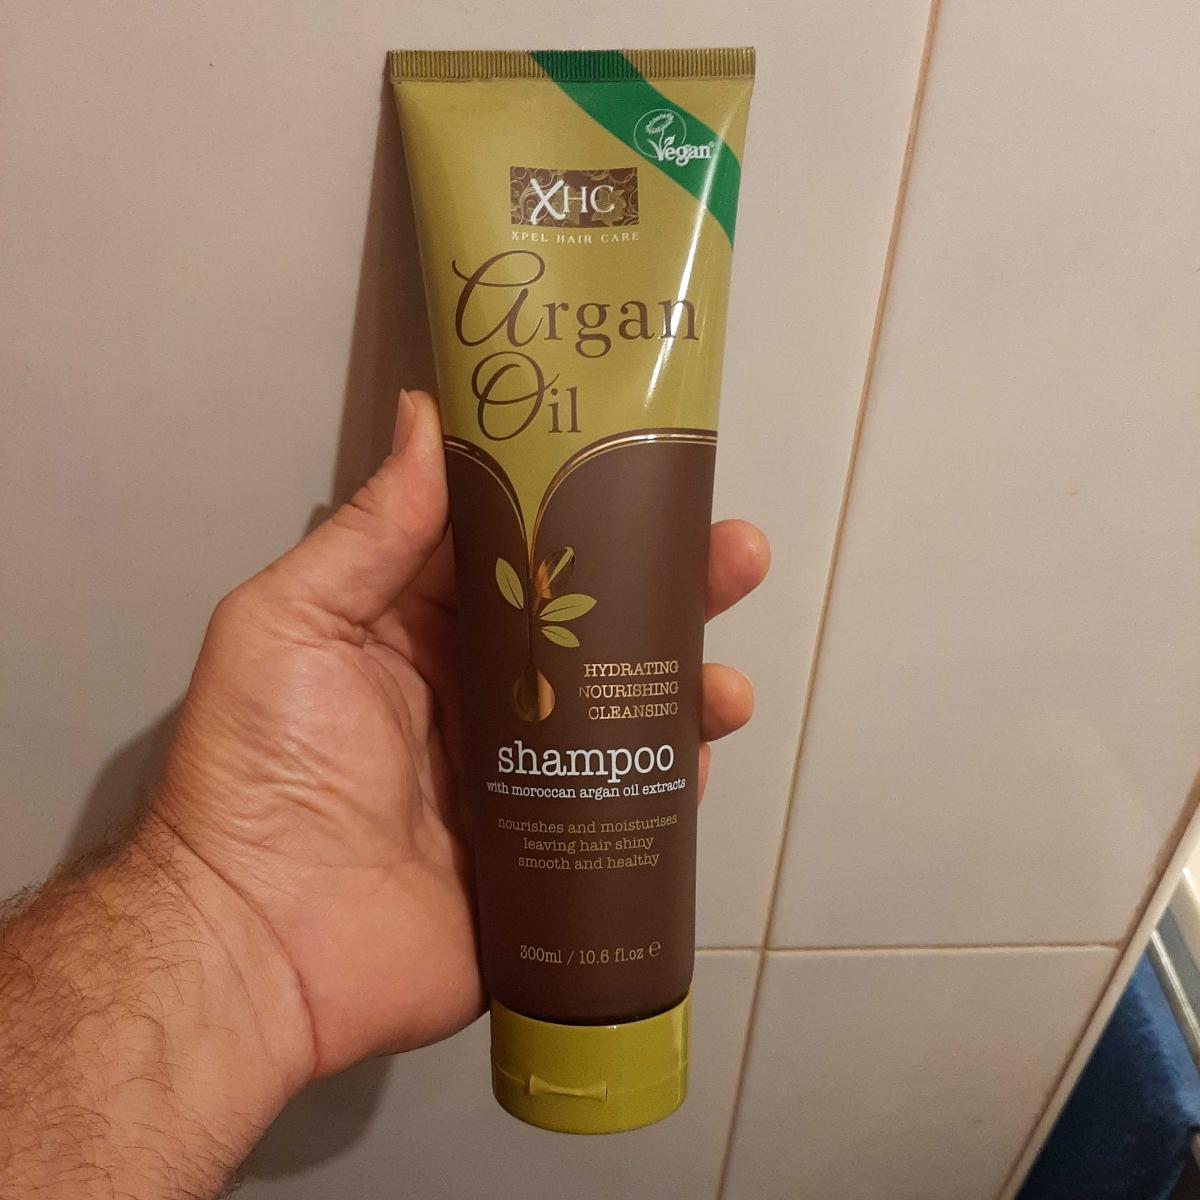 Vegan
XHC
XPEL HAIR CARE
Argan
Oil
HYDRATING
NOURISHING
CLEANSING
shampoo
with moroccan argan oil extracts
nourishes and moisturises
leaving hair shiny
smooth and healthy
300ml / 10.6 fl.oz ℮